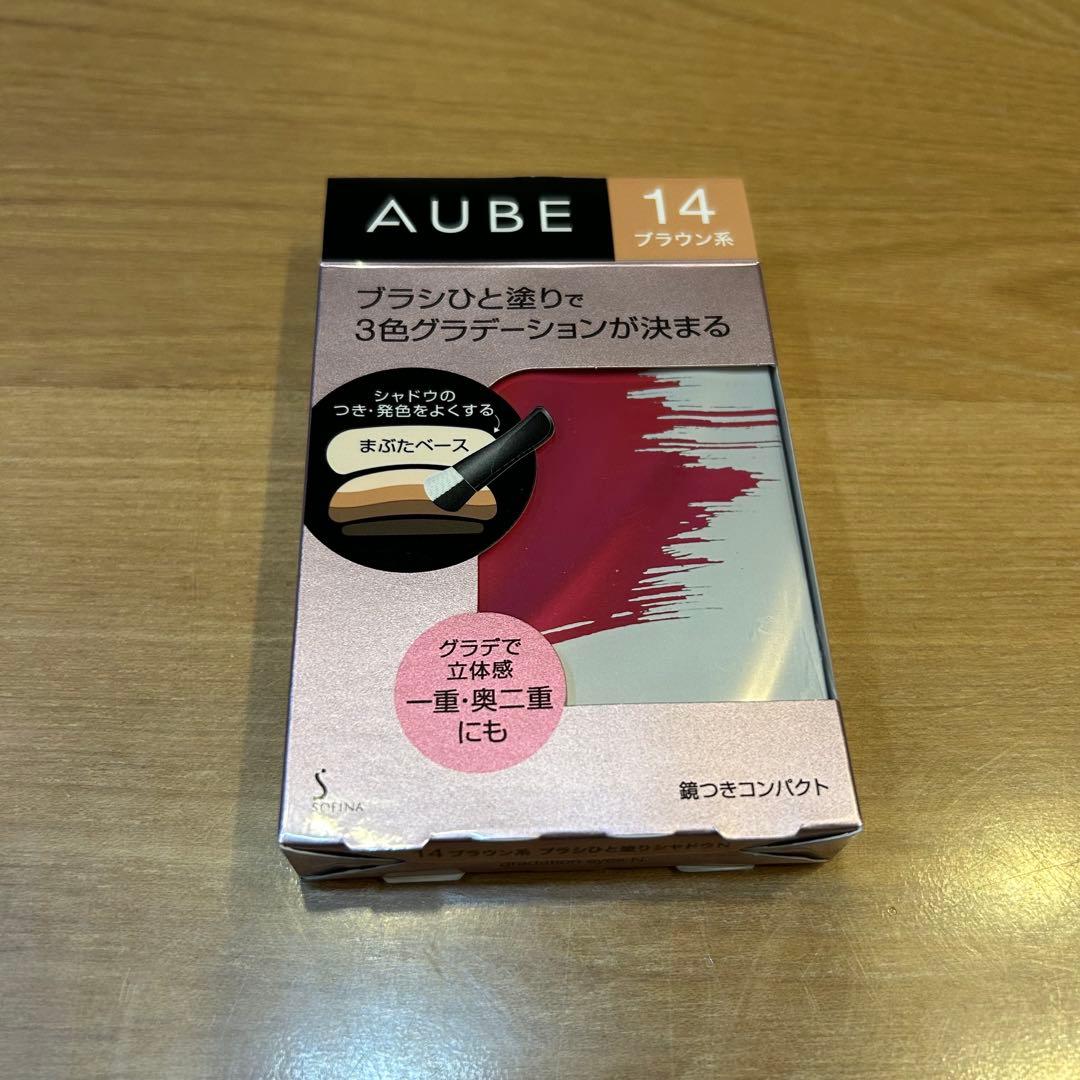 AUBE
14
ブラウン系
ブラシひと塗りで
3色グラデーションが決まる
シャドウの
つき・発色をよくする
まぶたベース
グラデで
立体感
一重・奥二重
にも
SOFINA
鏡つきコンパクト
14 ブラウン系 ブラシひと塗りシャドウN
gradation eyes N